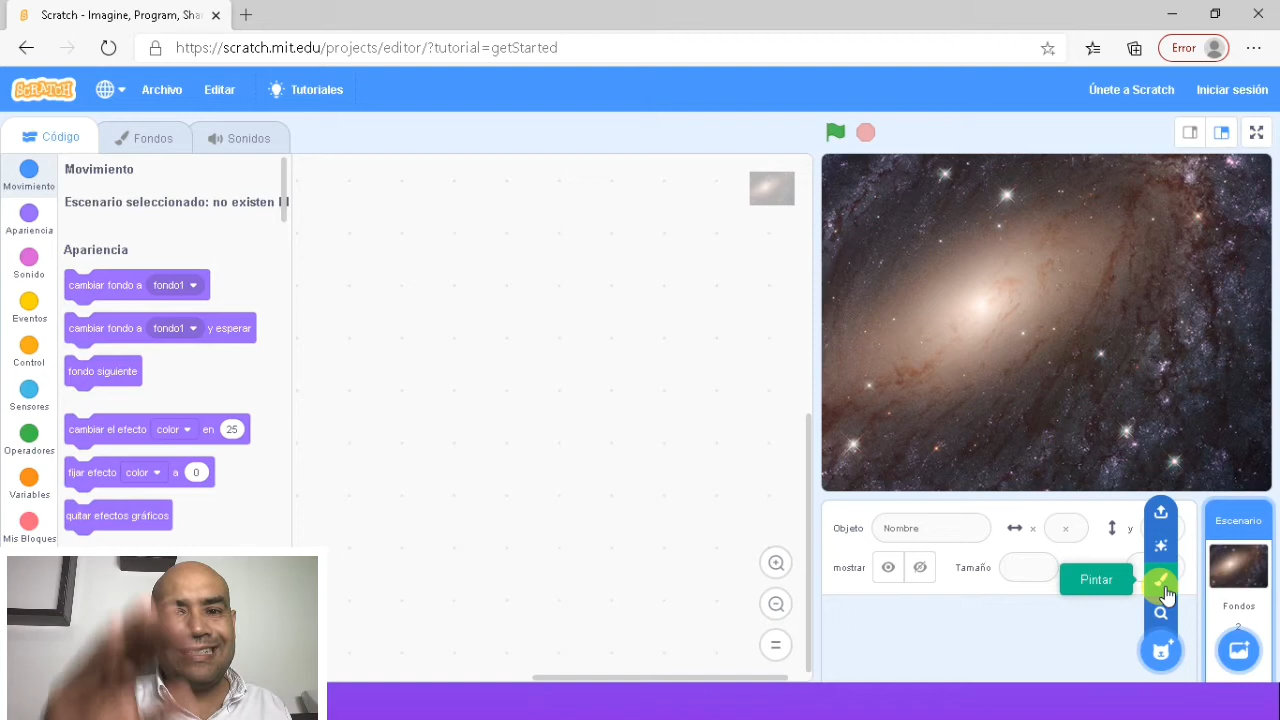 Scratch - Imagine, Program, Sha
https://scratch.mit.edu/projects/editor/?tutorial=getStarted
Error
SCRATCH
Archivo
Editar
Tutoriales
Únete a Scratch
Iniciar sesión
Código
Fondos
Sonidos
Movimiento
Apariencia
Sonido
Eventos
Control
Sensores
Operadores
Variables
Mis Bloques
Movimiento
Escenario seleccionado: no existen
Apariencia
cambiar fondo a fondo1
cambiar fondo a fondo1 y esperar
fondo siguiente
cambiar el efecto color en 25
fijar efecto color a 0
quitar efectos gráficos
Objeto Nombre x x y
mostrar Tamaño
Pintar
Escenario
Fondos
2